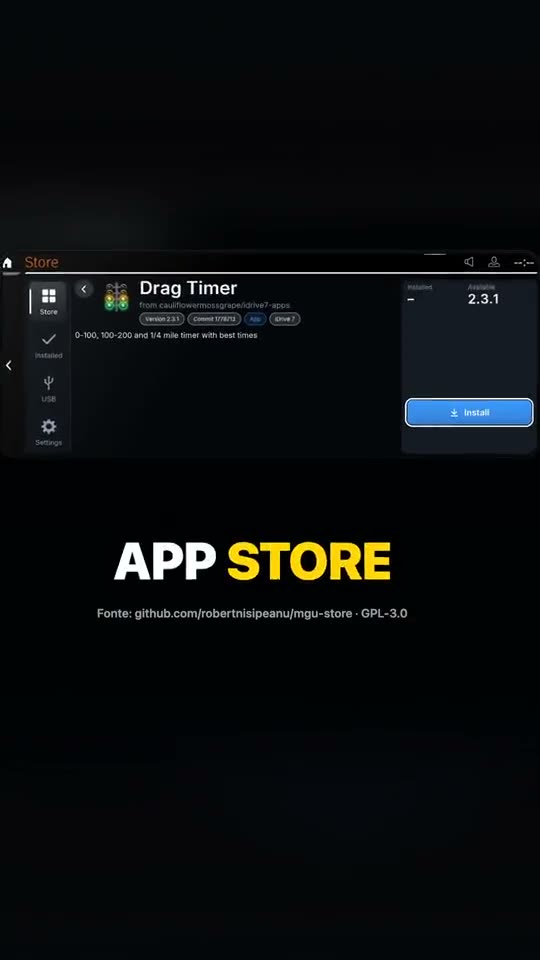 Store
--:--
Store
Installed
USB
Settings
Drag Timer
from cauliflowermossgrape/idrive7-apps
Version 2.3.1
Commit 1778712
App
iDrive 7
0-100, 100-200 and 1/4 mile timer with best times
Installed
–
Available
2.3.1
Install
APP STORE
Fonte: github.com/robertnisipeanu/mgu-store · GPL-3.0